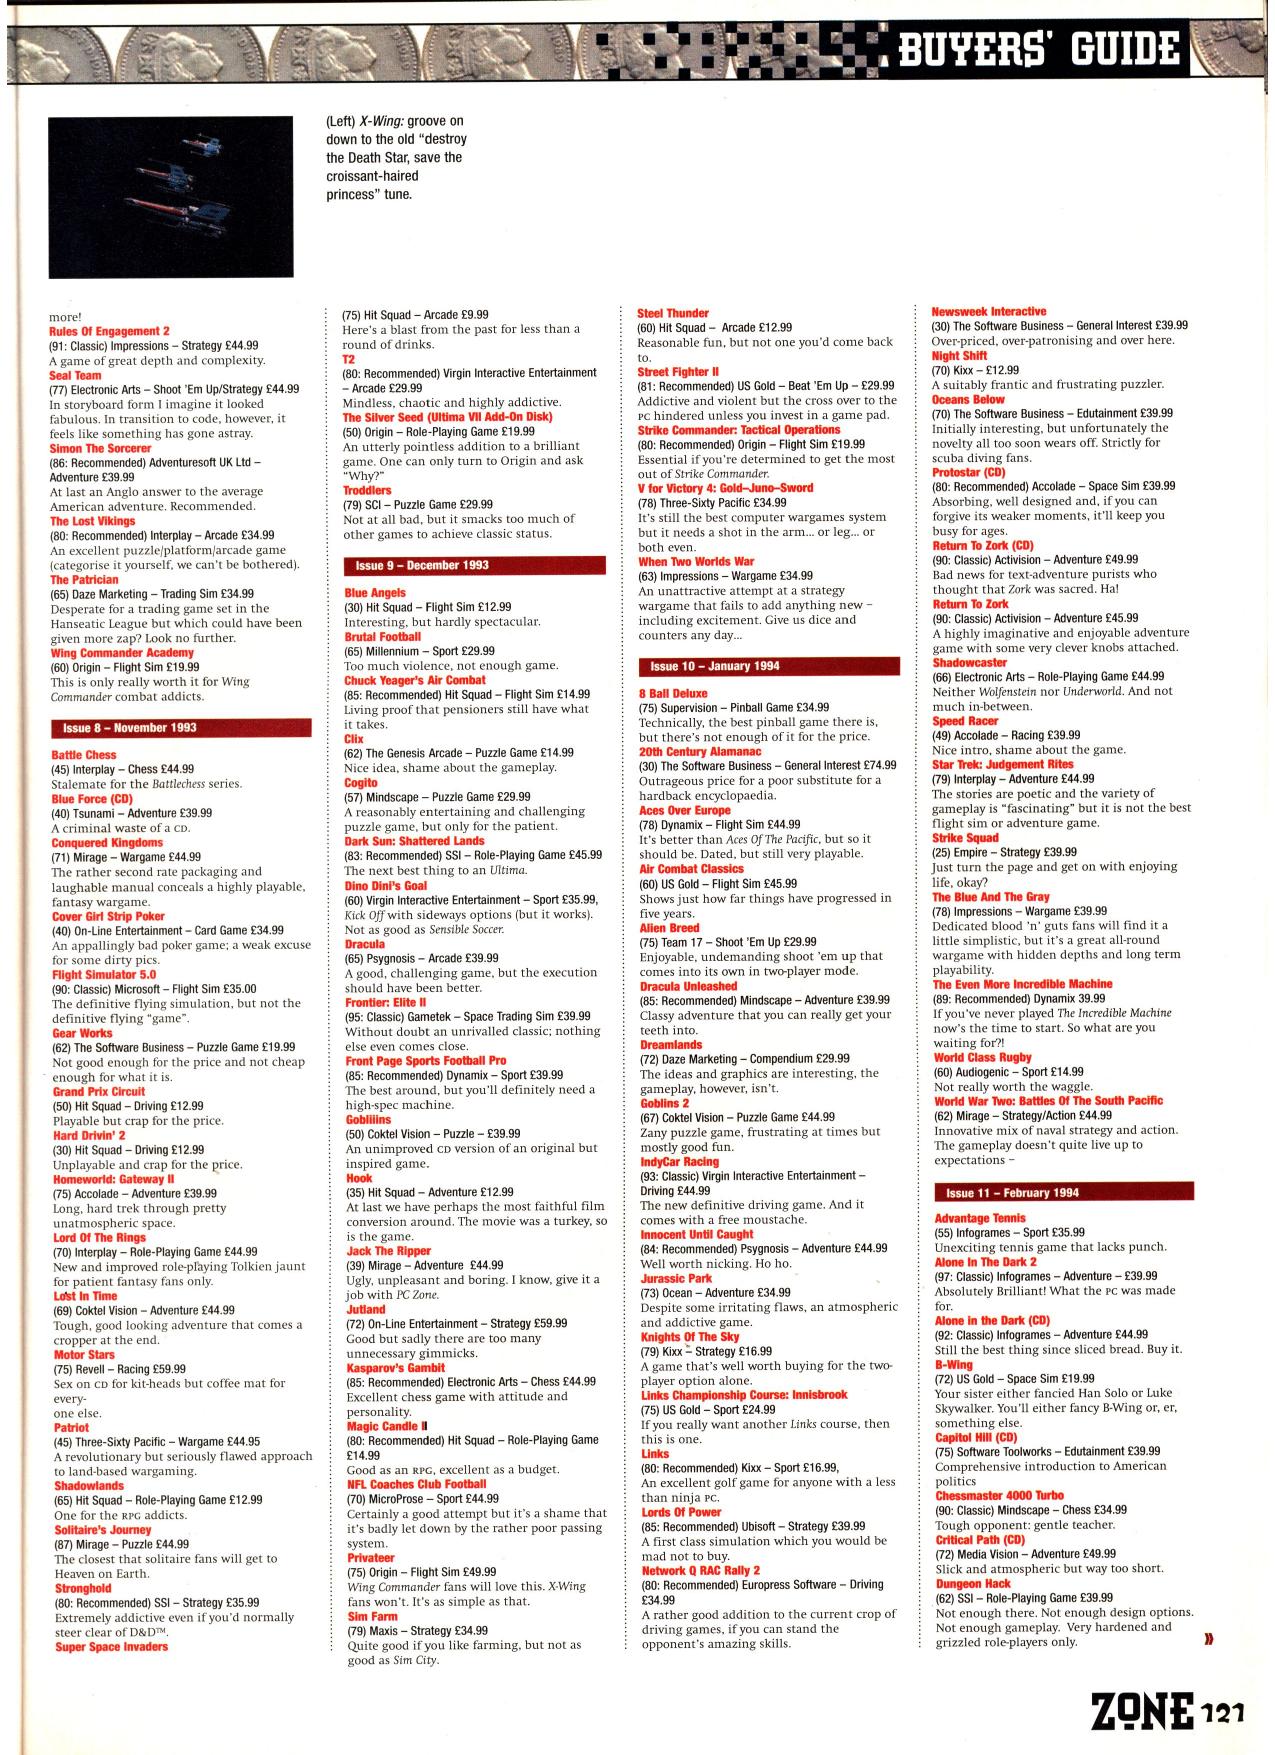 BUYERS' GUIDE
(Left) X-Wing: groove on
down to the old "destroy
the Death Star, save the
croissant-haired
princess" tune.
more!
Rules Of Engagement 2
(91: Classic) Impressions – Strategy £44.99
A game of great depth and complexity.
Seal Team
(77) Electronic Arts – Shoot 'Em Up/Strategy £44.99
In storyboard form I imagine it looked
fabulous. In transition to code, however, it
feels like something has gone astray.
Simon The Sorcerer
(86: Recommended) Adventuresoft UK Ltd –
Adventure £39.99
At last an Anglo answer to the average
American adventure. Recommended.
The Lost Vikings
(80: Recommended) Interplay – Arcade £34.99
An excellent puzzle/platform/arcade game
(categorise it yourself, we can't be bothered).
The Patrician
(65) Daze Marketing – Trading Sim £34.99
Desperate for a trading game set in the
Hanseatic League but which could have been
given more zap? Look no further.
Wing Commander Academy
(60) Origin – Flight Sim £19.99
This is only really worth it for Wing
Commander combat addicts.
Issue 8 – November 1993
Battle Chess
(45) Interplay – Chess £44.99
Stalemate for the Battlechess series.
Blue Force (CD)
(40) Tsunami – Adventure £39.99
A criminal waste of a CD.
Conquered Kingdoms
(71) Mirage – Wargame £44.99
The rather second rate packaging and
laughable manual conceals a highly playable,
fantasy wargame.
Cover Girl Strip Poker
(40) On-Line Entertainment – Card Game £34.99
An appallingly bad poker game; a weak excuse
for some dirty pics.
Flight Simulator 5.0
(90: Classic) Microsoft – Flight Sim £35.00
The definitive flying simulation, but not the
definitive flying "game".
Gear Works
(62) The Software Business – Puzzle Game £19.99
Not good enough for the price and not cheap
enough for what it is.
Grand Prix Circuit
(50) Hit Squad – Driving £12.99
Playable but crap for the price.
Hard Drivin' 2
(30) Hit Squad – Driving £12.99
Unplayable and crap for the price.
Homeworld: Gateway II
(75) Accolade – Adventure £39.99
Long, hard trek through pretty
unatmospheric space.
Lord Of The Rings
(70) Interplay – Role-Playing Game £44.99
New and improved role-playing Tolkien jaunt
for patient fantasy fans only.
Lost In Time
(69) Coktel Vision – Adventure £44.99
Tough, good looking adventure that comes a
cropper at the end.
Motor Stars
(75) Revell – Racing £59.99
Sex on CD for kit-heads but coffee mat for
every-
one else.
Patriot
(45) Three-Sixty Pacific – Wargame £44.95
A revolutionary but seriously flawed approach
to land-based wargaming.
Shadowlands
(65) Hit Squad – Role-Playing Game £12.99
One for the RPG addicts.
Solitaire's Journey
(87) Mirage – Puzzle £44.99
The closest that solitaire fans will get to
Heaven on Earth.
Stronghold
(80: Recommended) SSI – Strategy £35.99
Extremely addictive even if you'd normally
steer clear of D&D™.
Super Space Invaders
(75) Hit Squad – Arcade £9.99
Here's a blast from the past for less than a
round of drinks.
T2
(80: Recommended) Virgin Interactive Entertainment
– Arcade £29.99
Mindless, chaotic and highly addictive.
The Silver Seed (Ultima VII Add-On Disk)
(50) Origin – Role-Playing Game £19.99
An utterly pointless addition to a brilliant
game. One can only turn to Origin and ask
"Why?"
Troddlers
(79) SCI – Puzzle Game £29.99
Not at all bad, but it smacks too much of
other games to achieve classic status.
Issue 9 – December 1993
Blue Angels
(30) Hit Squad – Flight Sim £12.99
Interesting, but hardly spectacular.
Brutal Football
(65) Millennium – Sport £29.99
Too much violence, not enough game.
Chuck Yeager's Air Combat
(85: Recommended) Hit Squad – Flight Sim £14.99
Living proof that pensioners still have what
it takes.
Clix
(62) The Genesis Arcade – Puzzle Game £14.99
Nice idea, shame about the gameplay.
Cogito
(57) Mindscape – Puzzle Game £29.99
A reasonably entertaining and challenging
puzzle game, but only for the patient.
Dark Sun: Shattered Lands
(83: Recommended) SSI – Role-Playing Game £45.99
The next best thing to an Ultima.
Dino Dini's Goal
(60) Virgin Interactive Entertainment – Sport £35.99,
Kick Off with sideways options (but it works).
Not as good as Sensible Soccer.
Dracula
(65) Psygnosis – Arcade £39.99
A good, challenging game, but the execution
should have been better.
Frontier: Elite II
(95: Classic) Gametek – Space Trading Sim £39.99
Without doubt an unrivalled classic; nothing
else even comes close.
Front Page Sports Football Pro
(85: Recommended) Dynamix – Sport £39.99
The best around, but you'll definitely need a
high-spec machine.
Gobliiins
(50) Coktel Vision – Puzzle – £39.99
An unimproved CD version of an original but
inspired game.
Hook
(35) Hit Squad – Adventure £12.99
At last we have perhaps the most faithful film
conversion around. The movie was a turkey, so
is the game.
Jack The Ripper
(39) Mirage – Adventure £44.99
Ugly, unpleasant and boring. I know, give it a
job with PC Zone.
Jutland
(72) On-Line Entertainment – Strategy £59.99
Good but sadly there are too many
unnecessary gimmicks.
Kasparov's Gambit
(85: Recommended) Electronic Arts – Chess £44.99
Excellent chess game with attitude and
personality.
Magic Candle II
(80: Recommended) Hit Squad – Role-Playing Game
£14.99
Good as an RPG, excellent as a budget.
NFL Coaches Club Football
(70) MicroProse – Sport £44.99
Certainly a good attempt but it's a shame that
it's badly let down by the rather poor passing
system.
Privateer
(75) Origin – Flight Sim £49.99
Wing Commander fans will love this. X-Wing
fans won't. It's as simple as that.
Sim Farm
(79) Maxis – Strategy £34.99
Quite good if you like farming, but not as
good as Sim City.
Steel Thunder
(60) Hit Squad – Arcade £12.99
Reasonable fun, but not one you'd come back
to.
Street Fighter II
(81: Recommended) US Gold – Beat 'Em Up – £29.99
Addictive and violent but the cross over to the
PC hindered unless you invest in a game pad.
Strike Commander: Tactical Operations
(80: Recommended) Origin – Flight Sim £19.99
Essential if you're determined to get the most
out of Strike Commander.
V for Victory 4: Gold–Juno–Sword
(78) Three-Sixty Pacific £34.99
It's still the best computer wargames system
but it needs a shot in the arm... or leg... or
both even.
When Two Worlds War
(63) Impressions – Wargame £34.99
An unattractive attempt at a strategy
wargame that fails to add anything new –
including excitement. Give us dice and
counters any day...
Issue 10 – January 1994
8 Ball Deluxe
(75) Supervision – Pinball Game £34.99
Technically, the best pinball game there is,
but there's not enough of it for the price.
20th Century Alamanac
(30) The Software Business – General Interest £74.99
Outrageous price for a poor substitute for a
hardback encyclopaedia.
Aces Over Europe
(78) Dynamix – Flight Sim £44.99
It's better than Aces Of The Pacific, but so it
should be. Dated, but still very playable.
Air Combat Classics
(60) US Gold – Flight Sim £45.99
Shows just how far things have progressed in
five years.
Alien Breed
(75) Team 17 – Shoot 'Em Up £29.99
Enjoyable, undemanding shoot 'em up that
comes into its own in two-player mode.
Dracula Unleashed
(85: Recommended) Mindscape – Adventure £39.99
Classy adventure that you can really get your
teeth into.
Dreamlands
(72) Daze Marketing – Compendium £29.99
The ideas and graphics are interesting, the
gameplay, however, isn't.
Goblins 2
(67) Coktel Vision – Puzzle Game £44.99
Zany puzzle game, frustrating at times but
mostly good fun.
IndyCar Racing
(93: Classic) Virgin Interactive Entertainment –
Driving £44.99
The new definitive driving game. And it
comes with a free moustache.
Innocent Until Caught
(84: Recommended) Psygnosis – Adventure £44.99
Well worth nicking. Ho ho.
Jurassic Park
(73) Ocean – Adventure £34.99
Despite some irritating flaws, an atmospheric
and addictive game.
Knights Of The Sky
(79) Kixx – Strategy £16.99
A game that's well worth buying for the two-
player option alone.
Links Championship Course: Innisbrook
(75) US Gold – Sport £24.99
If you really want another Links course, then
this is one.
Links
(80: Recommended) Kixx – Sport £16.99,
An excellent golf game for anyone with a less
than ninja PC.
Lords Of Power
(85: Recommended) Ubisoft – Strategy £39.99
A first class simulation which you would be
mad not to buy.
Network Q RAC Rally 2
(80: Recommended) Europress Software – Driving
£34.99
A rather good addition to the current crop of
driving games, if you can stand the
opponent's amazing skills.
Newsweek Interactive
(30) The Software Business – General Interest £39.99
Over-priced, over-patronising and over here.
Night Shift
(70) Kixx – £12.99
A suitably frantic and frustrating puzzler.
Oceans Below
(70) The Software Business – Edutainment £39.99
Initially interesting, but unfortunately the
novelty all too soon wears off. Strictly for
scuba diving fans.
Protostar (CD)
(80: Recommended) Accolade – Space Sim £39.99
Absorbing, well designed and, if you can
forgive its weaker moments, it'll keep you
busy for ages.
Return To Zork (CD)
(90: Classic) Activision – Adventure £49.99
Bad news for text-adventure purists who
thought that Zork was sacred. Ha!
Return To Zork
(90: Classic) Activision – Adventure £45.99
A highly imaginative and enjoyable adventure
game with some very clever knobs attached.
Shadowcaster
(66) Electronic Arts – Role-Playing Game £44.99
Neither Wolfenstein nor Underworld. And not
much in-between.
Speed Racer
(49) Accolade – Racing £39.99
Nice intro, shame about the game.
Star Trek: Judgement Rites
(79) Interplay – Adventure £44.99
The stories are poetic and the variety of
gameplay is "fascinating" but it is not the best
flight sim or adventure game.
Strike Squad
(25) Empire – Strategy £39.99
Just turn the page and get on with enjoying
life, okay?
The Blue And The Gray
(78) Impressions – Wargame £39.99
Dedicated blood 'n' guts fans will find it a
little simplistic, but it's a great all-round
wargame with hidden depths and long term
playability.
The Even More Incredible Machine
(89: Recommended) Dynamix 39.99
If you've never played The Incredible Machine
now's the time to start. So what are you
waiting for?!
World Class Rugby
(60) Audiogenic – Sport £14.99
Not really worth the waggle.
World War Two: Battles Of The South Pacific
(62) Mirage – Strategy/Action £44.99
Innovative mix of naval strategy and action.
The gameplay doesn't quite live up to
expectations –
Issue 11 – February 1994
Advantage Tennis
(55) Infogrames – Sport £35.99
Unexciting tennis game that lacks punch.
Alone In The Dark 2
(97: Classic) Infogrames – Adventure – £39.99
Absolutely Brilliant! What the PC was made
for.
Alone in the Dark (CD)
(92: Classic) Infogrames – Adventure £44.99
Still the best thing since sliced bread. Buy it.
B-Wing
(72) US Gold – Space Sim £19.99
Your sister either fancied Han Solo or Luke
Skywalker. You'll either fancy B-Wing or, er,
something else.
Capitol Hill (CD)
(75) Software Toolworks – Edutainment £39.99
Comprehensive introduction to American
politics
Chessmaster 4000 Turbo
(90: Classic) Mindscape – Chess £34.99
Tough opponent: gentle teacher.
Critical Path (CD)
(72) Media Vision – Adventure £49.99
Slick and atmospheric but way too short.
Dungeon Hack
(62) SSI – Role-Playing Game £39.99
Not enough there. Not enough design options.
Not enough gameplay. Very hardened and
grizzled role-players only.
ZONE 121